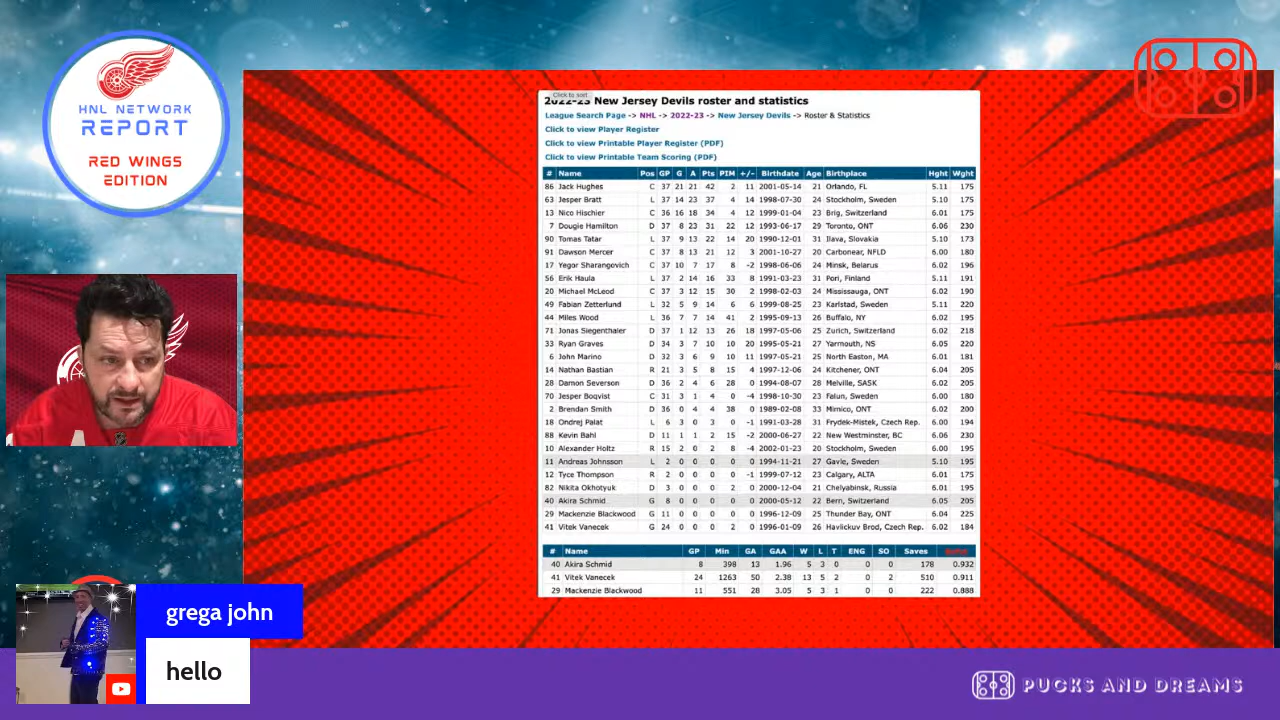 HNL NETWORK
REPORT
RED WINGS
EDITION
Click to sort
2022-23 New Jersey Devils roster and statistics
League Search Page -> NHL -> 2022-23 -> New Jersey Devils -> Roster & Statistics
Click to view Player Register
Click to view Printable Player Register (PDF)
Click to view Printable Team Scoring (PDF)
# Name Pos GP G A Pts PIM +/- Birthdate Age Birthplace Hght Wght
86 Jack Hughes C 37 21 21 42 2 11 2001-05-14 21 Orlando, FL 5.11 175
63 Jesper Bratt L 37 14 23 37 4 14 1998-07-30 24 Stockholm, Sweden 5.10 175
13 Nico Hischier C 36 16 18 34 4 12 1999-01-04 23 Brig, Switzerland 6.01 175
7 Dougie Hamilton D 37 8 23 31 22 12 1993-06-17 29 Toronto, ONT 6.06 230
90 Tomas Tatar L 37 9 13 22 14 20 1990-12-01 31 Ilava, Slovakia 5.10 173
91 Dawson Mercer C 37 8 13 21 12 3 2001-10-27 20 Carbonear, NFLD 6.00 180
17 Yegor Sharangovich C 37 10 7 17 8 -2 1998-06-06 24 Minsk, Belarus 6.02 196
56 Erik Haula L 37 2 14 16 33 8 1991-03-23 31 Pori, Finland 5.11 191
20 Michael McLeod C 37 3 12 15 30 2 1998-02-03 24 Mississauga, ONT 6.02 190
49 Fabian Zetterlund L 32 5 9 14 6 6 1999-08-25 23 Karlstad, Sweden 5.11 220
44 Miles Wood L 36 7 7 14 41 2 1995-09-13 26 Buffalo, NY 6.02 195
71 Jonas Siegenthaler D 37 1 12 13 26 18 1997-05-06 25 Zurich, Switzerland 6.02 218
33 Ryan Graves D 34 3 7 10 10 20 1995-05-21 27 Yarmouth, NS 6.05 220
6 John Marino D 32 3 6 9 10 11 1997-05-21 25 North Easton, MA 6.01 181
14 Nathan Bastian R 21 3 5 8 15 4 1997-12-06 24 Kitchener, ONT 6.04 205
28 Damon Severson D 36 2 4 6 28 0 1994-08-07 28 Melville, SASK 6.02 205
70 Jesper Boqvist C 31 3 1 4 0 -4 1998-10-30 23 Falun, Sweden 6.00 180
2 Brendan Smith D 36 0 4 4 38 0 1989-02-08 33 Mimico, ONT 6.02 200
18 Ondrej Palat L 6 3 0 3 0 -1 1991-03-28 31 Frydek-Mistek, Czech Rep. 6.00 194
88 Kevin Bahl D 11 1 1 2 15 -2 2000-06-27 22 New Westminster, BC 6.06 230
10 Alexander Holtz R 15 2 0 2 8 -4 2002-01-23 20 Stockholm, Sweden 6.00 195
11 Andreas Johnsson L 2 0 0 0 0 0 1994-11-21 27 Gavle, Sweden 5.10 195
12 Tyce Thompson R 2 0 0 0 0 -1 1999-07-12 23 Calgary, ALTA 6.01 175
82 Nikita Okhotyuk D 3 0 0 0 2 0 2000-12-04 21 Chelyabinsk, Russia 6.01 195
40 Akira Schmid G 8 0 0 0 0 0 2000-05-12 22 Bern, Switzerland 6.05 205
29 Mackenzie Blackwood G 11 0 0 0 0 0 1996-12-09 25 Thunder Bay, ONT 6.04 225
41 Vitek Vanecek G 24 0 0 0 2 0 1996-01-09 26 Havlickuv Brod, Czech Rep. 6.02 184
# Name GP Min GA GAA W L T ENG SO Saves
40 Akira Schmid 8 398 13 1.96 5 3 0 0 0 178 0.932
41 Vitek Vanecek 24 1263 50 2.38 13 5 2 0 2 510 0.911
29 Mackenzie Blackwood 11 551 28 3.05 5 3 1 0 0 222 0.888
grega john
hello
PUCKS AND DREAMS